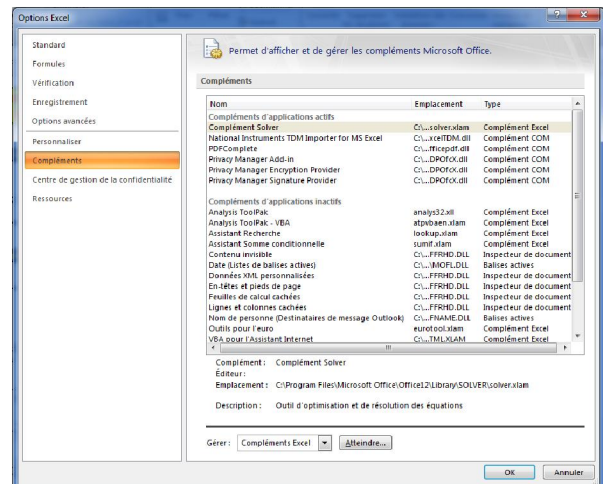 Options Excel
Standard
Formules
Vérification
Enregistrement
Options avancées
Personnaliser
Compléments
Centre de gestion de la confidentialité
Ressources
Permet d'afficher et de gérer les compléments Microsoft Office.
Compléments
Nom Emplacement Type
Compléments d'applications actifs
Complément Solver C:\...solver.xlam Complément Excel
National Instruments TDM Importer for MS Excel C:\...xcelTDM.dll Complément COM
PDFComplete C:\...fficepdf.dll Complément COM
Privacy Manager Add-in C:\...DPOfcX.dll Complément COM
Privacy Manager Encryption Provider C:\...DPOfcX.dll Complément COM
Privacy Manager Signature Provider C:\...DPOfcX.dll Complément COM
Compléments d'applications inactifs
Analysis ToolPak analys32.xll Complément Excel
Analysis ToolPak - VBA atpvbaen.xlam Complément Excel
Assistant Recherche lookup.xlam Complément Excel
Assistant Somme conditionnelle sumif.xlam Complément Excel
Contenu invisible C:\...FFRHD.DLL Inspecteur de document
Date (Listes de balises actives) C:\...\MOFL.DLL Balises actives
Données XML personnalisées C:\...FFRHD.DLL Inspecteur de document
En-têtes et pieds de page C:\...FFRHD.DLL Inspecteur de document
Feuilles de calcul cachées C:\...FFRHD.DLL Inspecteur de document
Lignes et colonnes cachées C:\...FFRHD.DLL Inspecteur de document
Nom de personne (Destinataires de message Outlook) C:\...FNAME.DLL Balises actives
Outils pour l'euro eurotool.xlam Complément Excel
VBA pour l'Assistant Internet C:\...TML.XLAM Complément Excel
Complément : Complément Solver
Éditeur :
Emplacement : C:\Program Files\Microsoft Office\Office12\Library\SOLVER\solver.xlam
Description : Outil d'optimisation et de résolution des équations
Gérer : Compléments Excel Atteindre...
OK Annuler